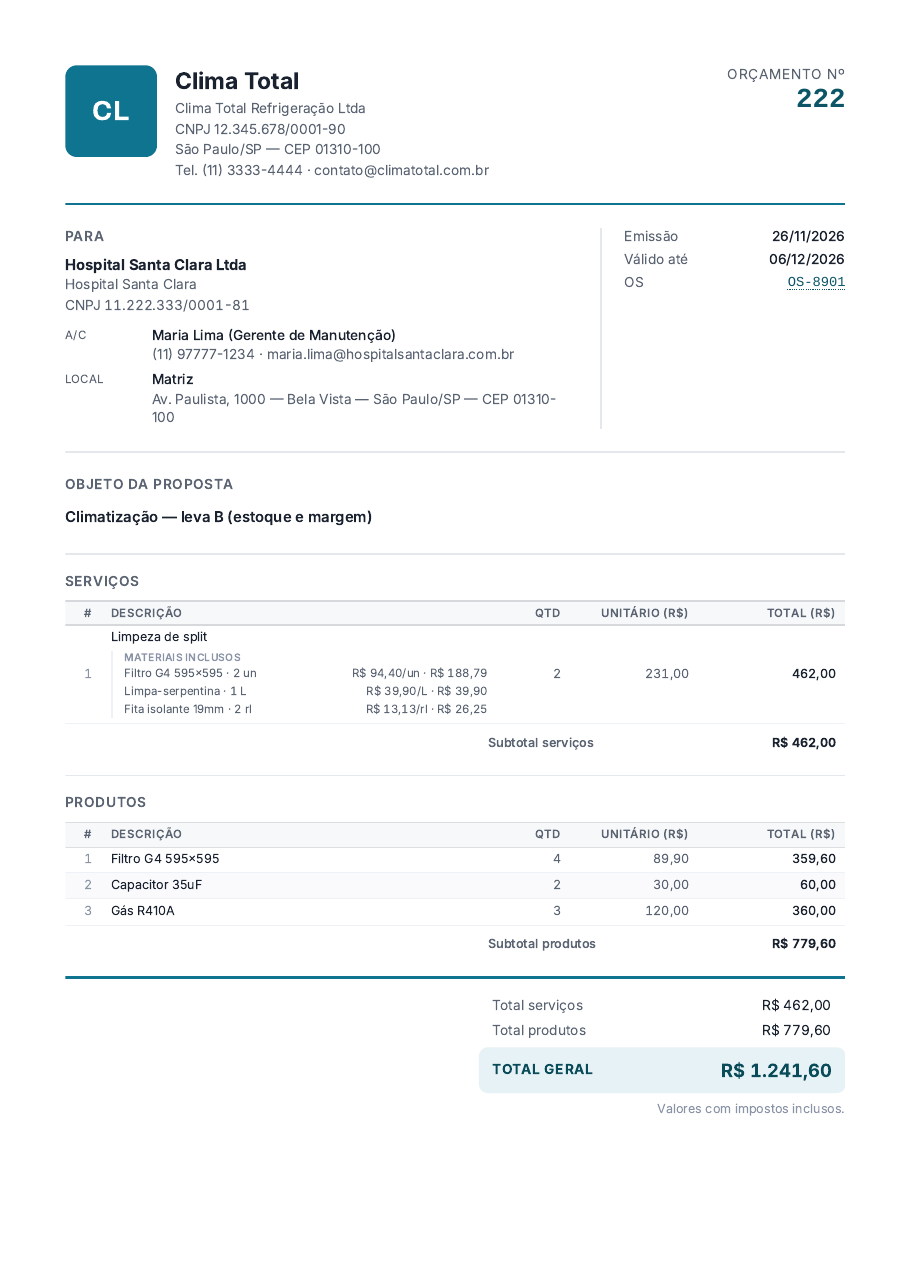 CL
Clima Total
Clima Total Refrigeração Ltda
CNPJ 12.345.678/0001-90
São Paulo/SP — CEP 01310-100
Tel. (11) 3333-4444 · contato@climatotal.com.br
ORÇAMENTO Nº
222
PARA
Hospital Santa Clara Ltda
Hospital Santa Clara
CNPJ 11.222.333/0001-81
A/C Maria Lima (Gerente de Manutenção)
(11) 97777-1234 · maria.lima@hospitalsantaclara.com.br
LOCAL Matriz
Av. Paulista, 1000 — Bela Vista — São Paulo/SP — CEP 01310-
100
Emissão 26/11/2026
Válido até 06/12/2026
OS OS-8901
OBJETO DA PROPOSTA
Climatização — leva B (estoque e margem)
SERVIÇOS
# DESCRIÇÃO QTD UNITÁRIO (R$) TOTAL (R$)
Limpeza de split
MATERIAIS INCLUSOS
1 Filtro G4 595×595 · 2 un R$ 94,40/un · R$ 188,79 2 231,00 462,00
Limpa-serpentina · 1 L R$ 39,90/L · R$ 39,90
Fita isolante 19mm · 2 rl R$ 13,13/rl · R$ 26,25
Subtotal serviços R$ 462,00
PRODUTOS
# DESCRIÇÃO QTD UNITÁRIO (R$) TOTAL (R$)
1 Filtro G4 595×595 4 89,90 359,60
2 Capacitor 35uF 2 30,00 60,00
3 Gás R410A 3 120,00 360,00
Subtotal produtos R$ 779,60
Total serviços R$ 462,00
Total produtos R$ 779,60
TOTAL GERAL R$ 1.241,60
Valores com impostos inclusos.